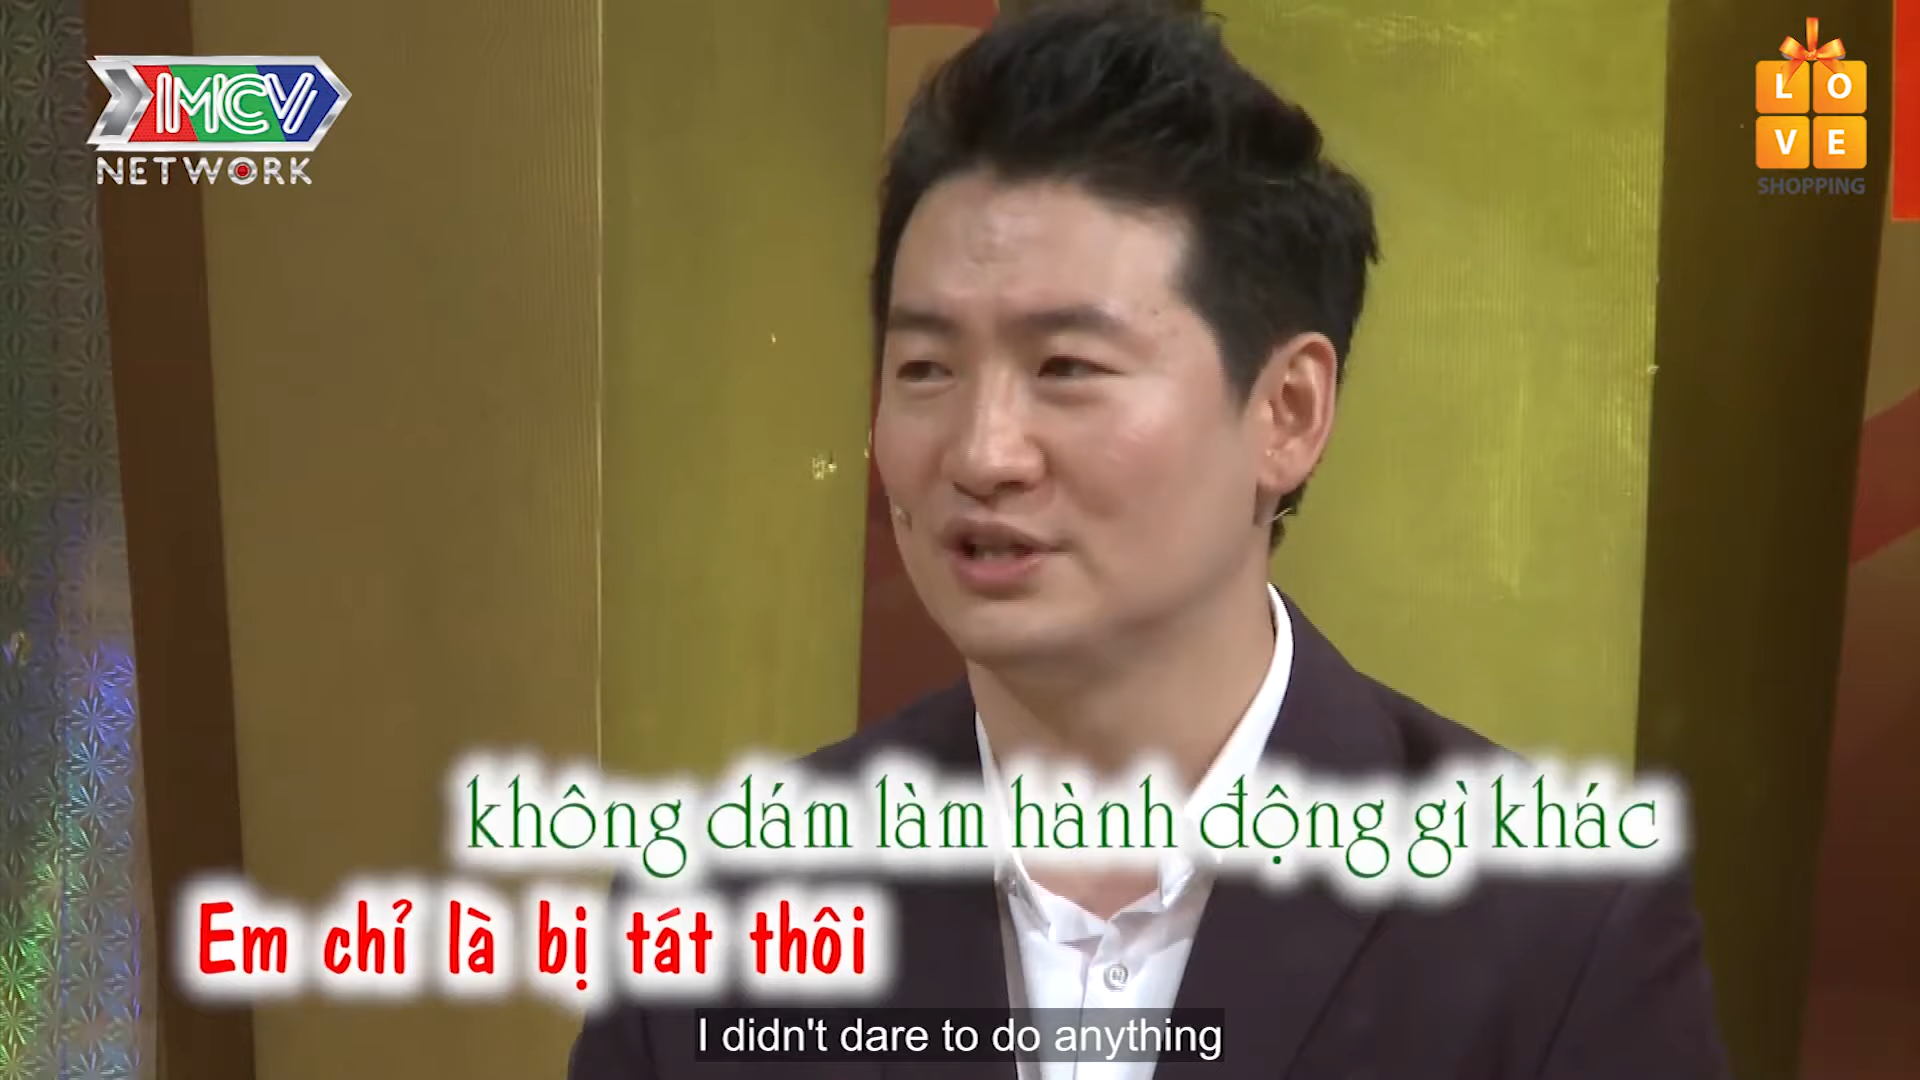 MCV
NETWORK
L O
V E
SHOPPING
không dám làm hành động gì khác
Em chỉ là bị tát thôi
I didn't dare to do anything